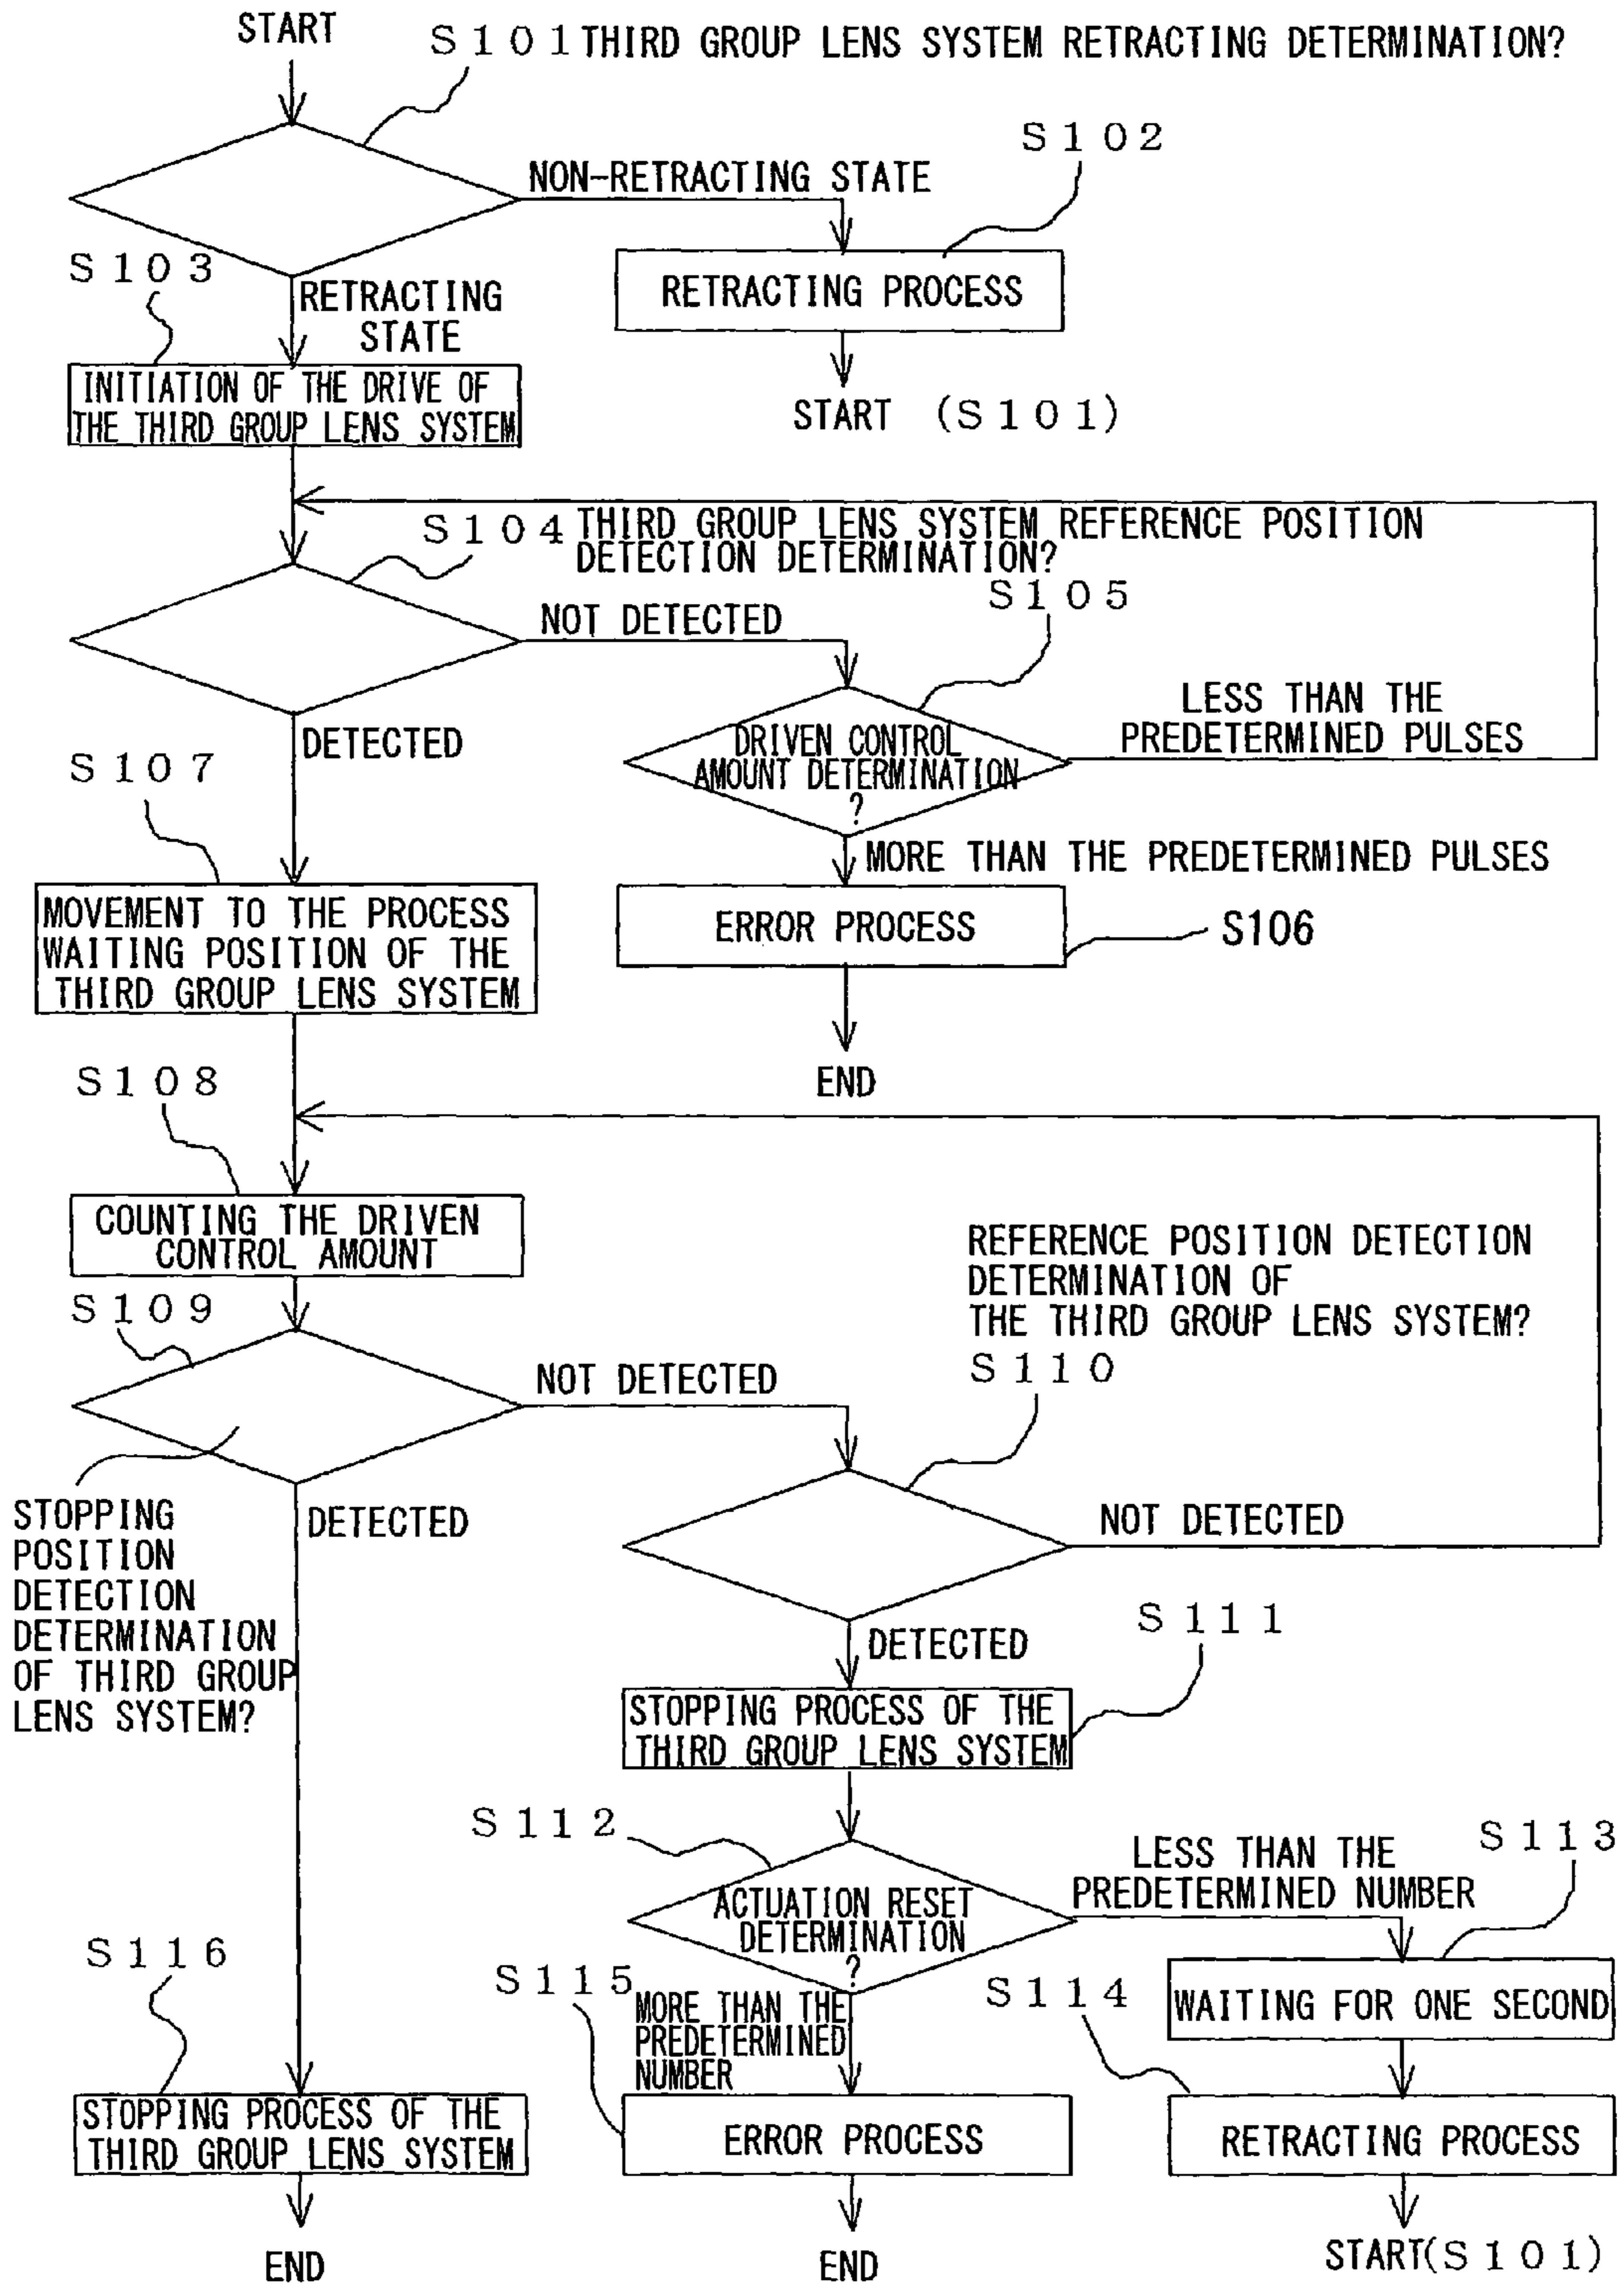 START
S101 THIRD GROUP LENS SYSTEM RETRACTING DETERMINATION?
S102
NON-RETRACTING STATE
RETRACTING PROCESS
START (S101)
S103
RETRACTING
STATE
INITIATION OF THE DRIVE OF
THE THIRD GROUP LENS SYSTEM
S104 THIRD GROUP LENS SYSTEM REFERENCE POSITION
DETECTION DETERMINATION?
S105
NOT DETECTED
LESS THAN THE
PREDETERMINED PULSES
DRIVEN CONTROL
AMOUNT DETERMINATION
?
DETECTED
S107
MORE THAN THE PREDETERMINED PULSES
ERROR PROCESS
S106
END
MOVEMENT TO THE PROCESS
WAITING POSITION OF THE
THIRD GROUP LENS SYSTEM
S108
COUNTING THE DRIVEN
CONTROL AMOUNT
S109
NOT DETECTED
REFERENCE POSITION DETECTION
DETERMINATION OF
THE THIRD GROUP LENS SYSTEM?
S110
NOT DETECTED
STOPPING
POSITION
DETECTION
DETERMINATION
OF THIRD GROUP
LENS SYSTEM?
DETECTED
DETECTED
S111
STOPPING PROCESS OF THE
THIRD GROUP LENS SYSTEM
S112
ACTUATION RESET
DETERMINATION
?
LESS THAN THE
PREDETERMINED NUMBER
S113
WAITING FOR ONE SECOND
S114
RETRACTING PROCESS
START(S101)
S115
MORE THAN THE
PREDETERMINED
NUMBER
ERROR PROCESS
END
S116
STOPPING PROCESS OF THE
THIRD GROUP LENS SYSTEM
END